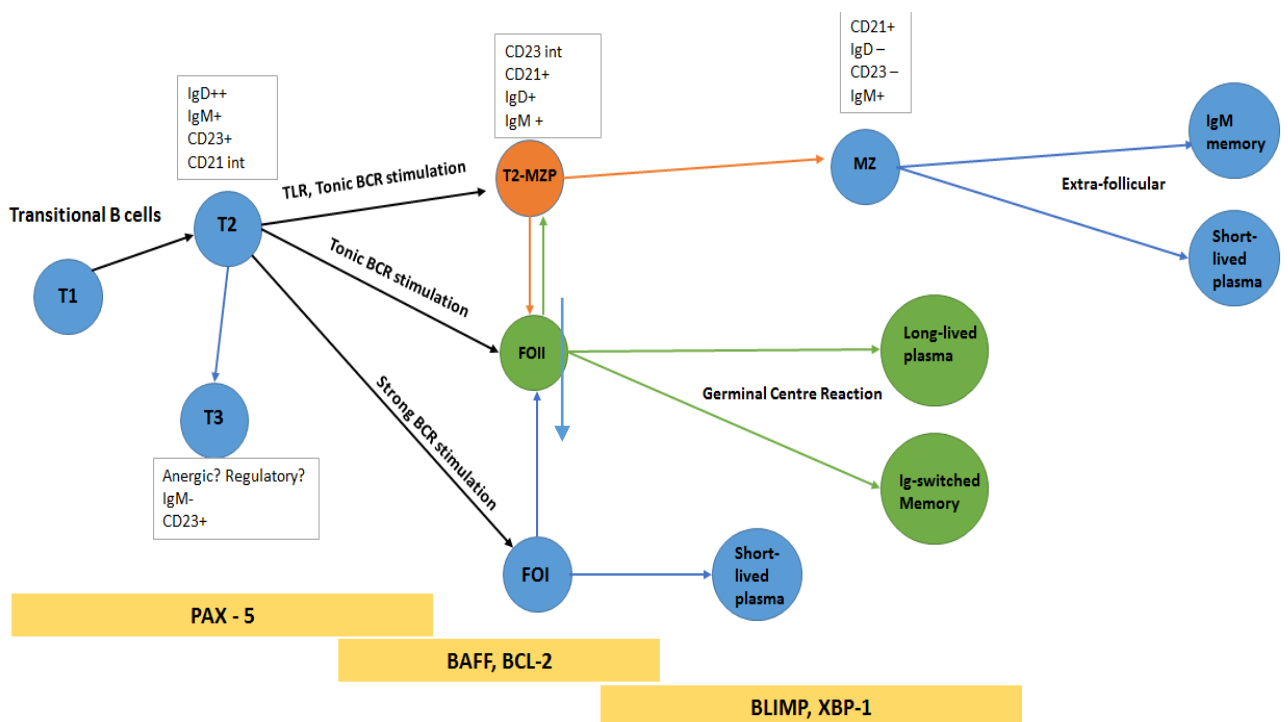 CD21+
IgD –
CD23 –
IgM+
CD23 int
CD21+
IgD+
IgM +
IgD++
IgM+
CD23+
CD21 int
IgM
memory
MZ
T2-MZP
TLR, Tonic BCR stimulation
Extra-follicular
Transitional B cells
T2
Short-
lived
plasma
Tonic BCR stimulation
T1
FOII
Long-lived
plasma
Germinal Centre Reaction
T3
Strong BCR stimulation
Anergic? Regulatory?
IgM-
CD23+
Ig-switched
Memory
FOI
Short-
lived
plasma
PAX - 5
BAFF, BCL-2
BLIMP, XBP-1